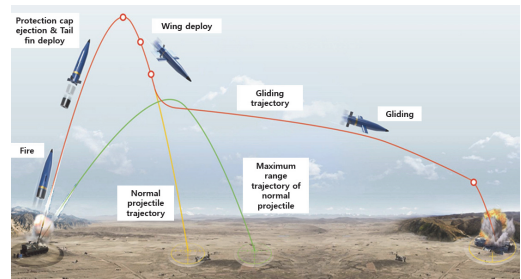 Protection cap
ejection & Tail
fin deploy
Wing deploy
Gliding
trajectory
Gliding
Fire
Normal
projectile
trajectory
Maximum
range
trajectory of
normal
projectile